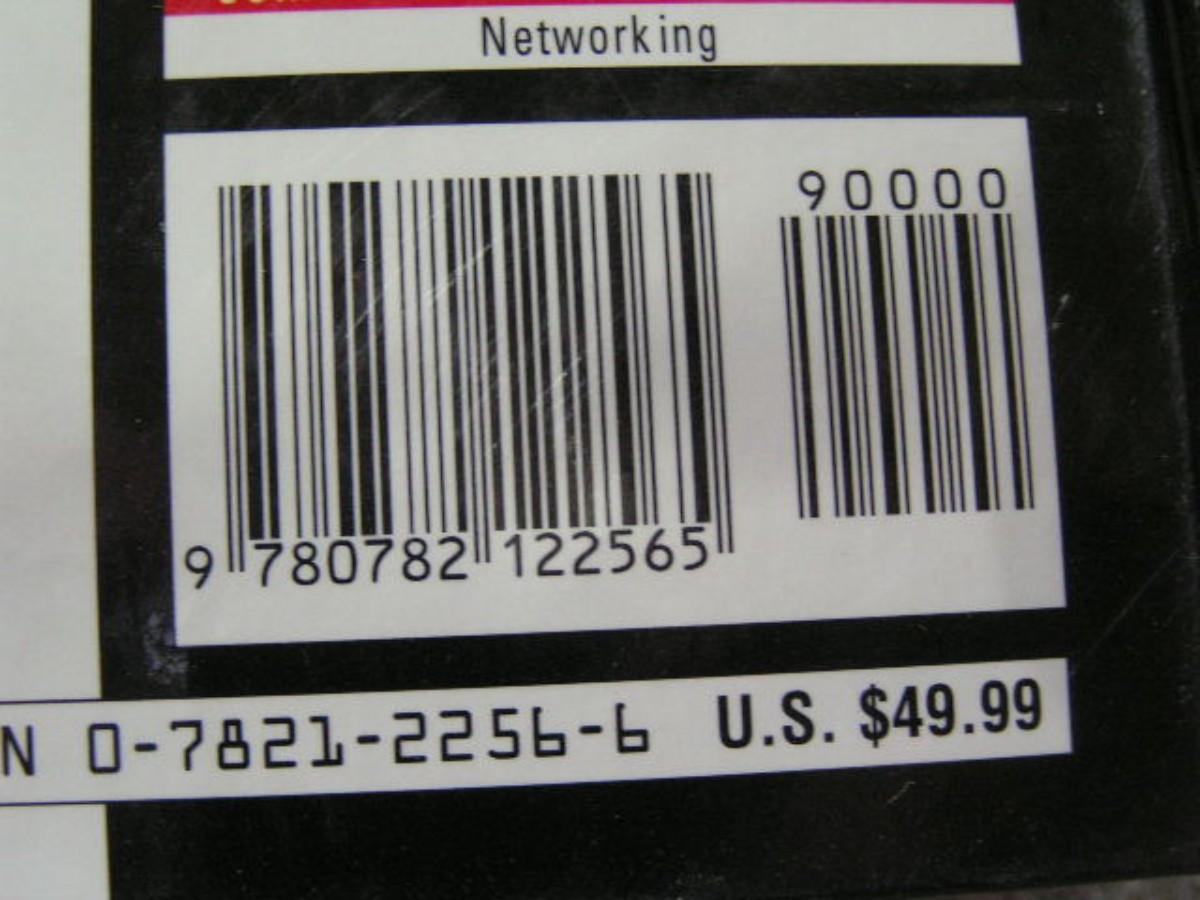 Networking
90000
9 780782 122565
N 0-7821-2256-6 U.S. $49.99